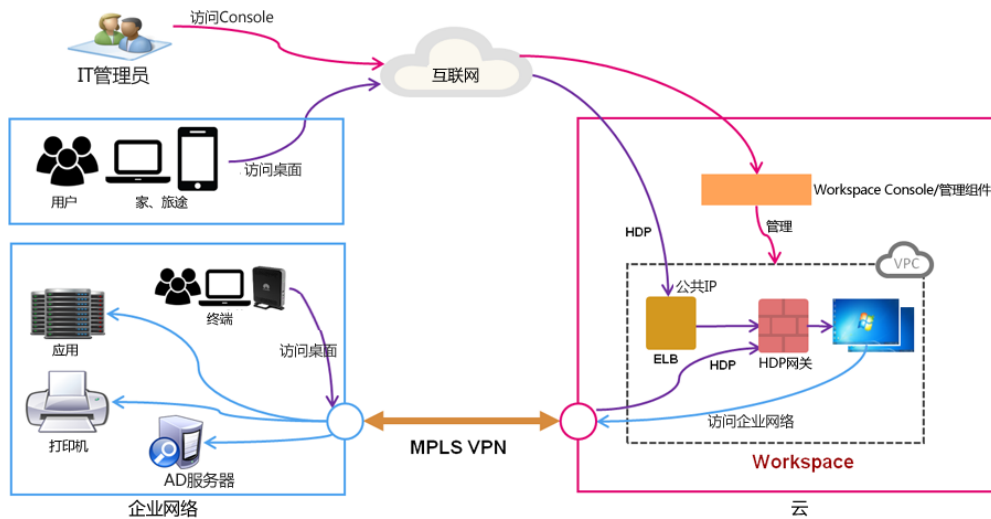 访问Console
IT管理员
互联网
用户
家、旅途
访问桌面
Workspace Console/管理组件
HDP
管理
VPC
公共IP
终端
应用
访问桌面
ELB
HDP
HDP网关
打印机
MPLS VPN
访问企业网络
AD服务器
Workspace
企业网络
云